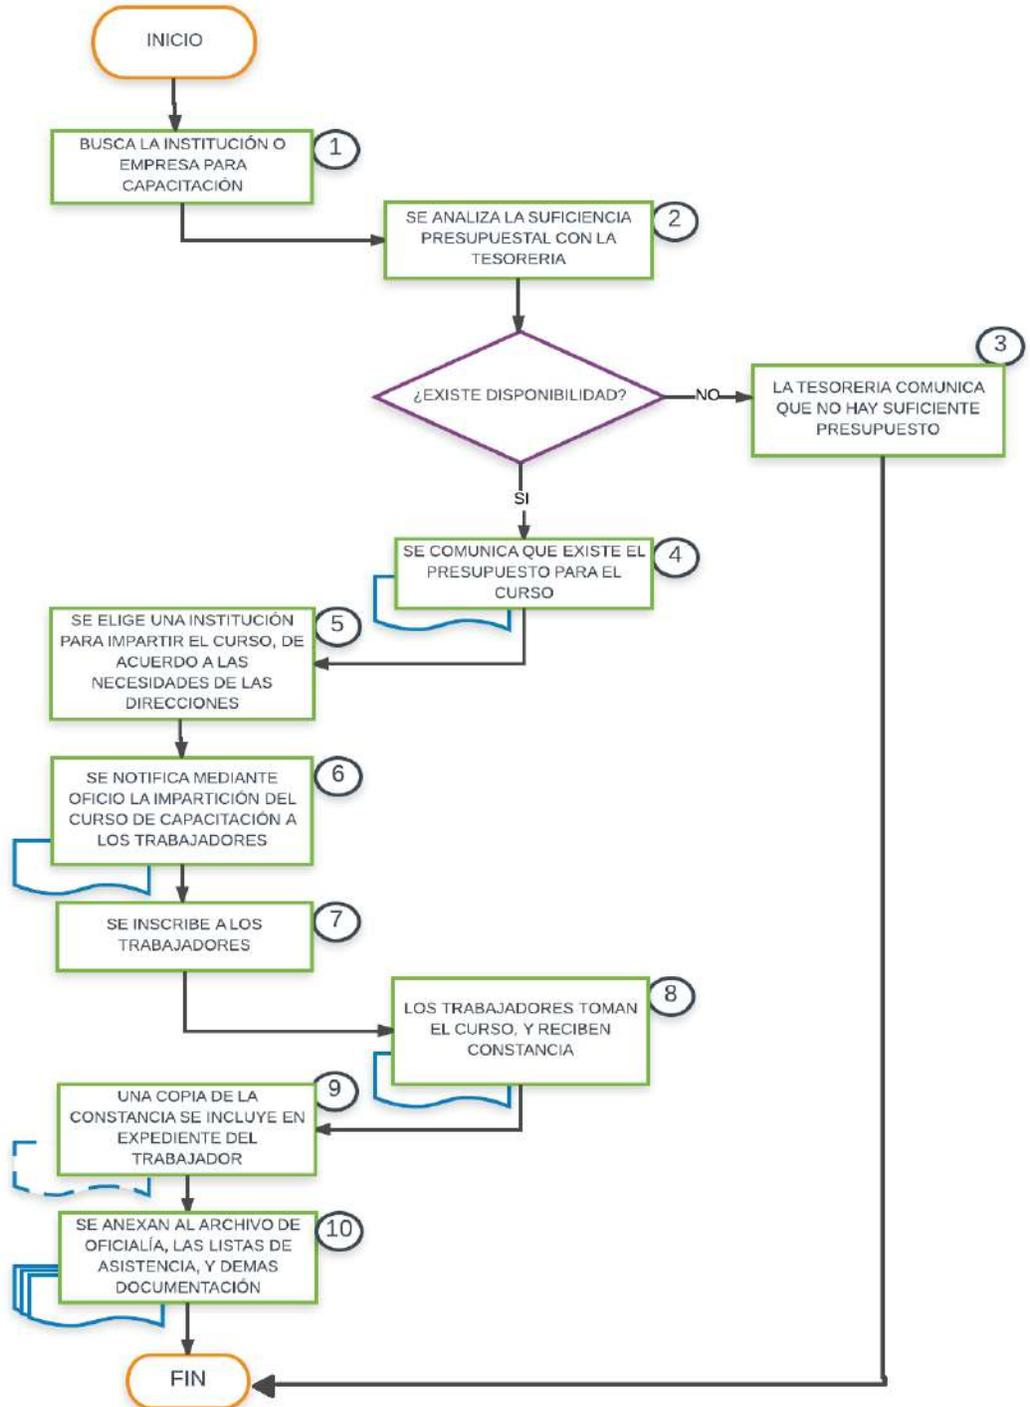 INICIO
BUSCA LA INSTITUCIÓN O
EMPRESA PARA
CAPACITACIÓN
1
SE ANALIZA LA SUFICIENCIA
PRESUPUESTAL CON LA
TESORERIA
2
¿EXISTE DISPONIBILIDAD?
NO
3
LA TESORERIA COMUNICA
QUE NO HAY SUFICIENTE
PRESUPUESTO
SI
SE COMUNICA QUE EXISTE EL
PRESUPUESTO PARA EL
CURSO
4
SE ELIGE UNA INSTITUCIÓN
PARA IMPARTIR EL CURSO, DE
ACUERDO A LAS
NECESIDADES DE LAS
DIRECCIONES
5
SE NOTIFICA MEDIANTE
OFICIO LA IMPARTICIÓN DEL
CURSO DE CAPACITACIÓN A
LOS TRABAJADORES
6
SE INSCRIBE A LOS
TRABAJADORES
7
LOS TRABAJADORES TOMAN
EL CURSO, Y RECIBEN
CONSTANCIA
8
UNA COPIA DE LA
CONSTANCIA SE INCLUYE EN
EXPEDIENTE DEL
TRABAJADOR
9
SE ANEXAN AL ARCHIVO DE
OFICIALÍA, LAS LISTAS DE
ASISTENCIA, Y DEMAS
DOCUMENTACIÓN
10
FIN